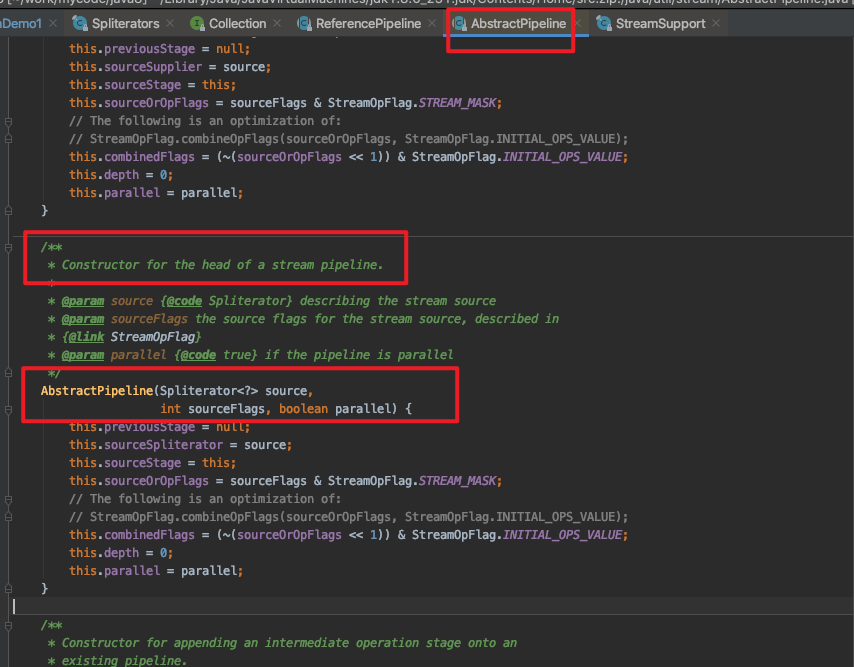 nDemo1 × Spliterators × Collection × ReferencePipeline × AbstractPipeline × StreamSupport ×
this.previousStage = null;
this.sourceSupplier = source;
this.sourceStage = this;
this.sourceOrOpFlags = sourceFlags & StreamOpFlag.STREAM_MASK;
// The following is an optimization of:
// StreamOpFlag.combineOpFlags(sourceOrOpFlags, StreamOpFlag.INITIAL_OPS_VALUE);
this.combinedFlags = (~(sourceOrOpFlags << 1)) & StreamOpFlag.INITIAL_OPS_VALUE;
this.depth = 0;
this.parallel = parallel;
}
/**
* Constructor for the head of a stream pipeline.
*
* @param source {@code Spliterator} describing the stream source
* @param sourceFlags the source flags for the stream source, described in
* {@link StreamOpFlag}
* @param parallel {@code true} if the pipeline is parallel
*/
AbstractPipeline(Spliterator<?> source,
int sourceFlags, boolean parallel) {
this.previousStage = null;
this.sourceSpliterator = source;
this.sourceStage = this;
this.sourceOrOpFlags = sourceFlags & StreamOpFlag.STREAM_MASK;
// The following is an optimization of:
// StreamOpFlag.combineOpFlags(sourceOrOpFlags, StreamOpFlag.INITIAL_OPS_VALUE);
this.combinedFlags = (~(sourceOrOpFlags << 1)) & StreamOpFlag.INITIAL_OPS_VALUE;
this.depth = 0;
this.parallel = parallel;
}
/**
* Constructor for appending an intermediate operation stage onto an
* existing pipeline.